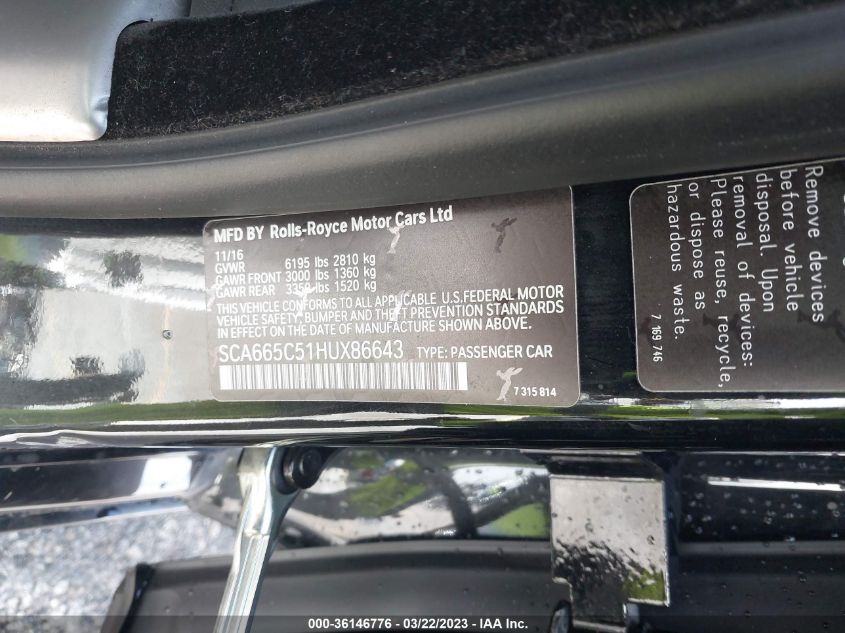 MFD BY Rolls-Royce Motor Cars Ltd
11/16
GVWR 6195 lbs 2810 kg
GAWR FRONT 3000 lbs 1360 kg
GAWR REAR 3350 lbs 1520 kg
THIS VEHICLE CONFORMS TO ALL APPLICABLE U.S.FEDERAL MOTOR
VEHICLE SAFETY, BUMPER AND THEFT PREVENTION STANDARDS
IN EFFECT ON THE DATE OF MANUFACTURE SHOWN ABOVE.
SCA665C51HUX86643 TYPE: PASSENGER CAR
7 315 814
Remove devices
before vehicle
disposal. Upon
removal of devices
Please reuse, recycle,
or dispose as
hazardous waste.
7 169 746
000-36146776 - 03/22/2023 - IAA Inc.